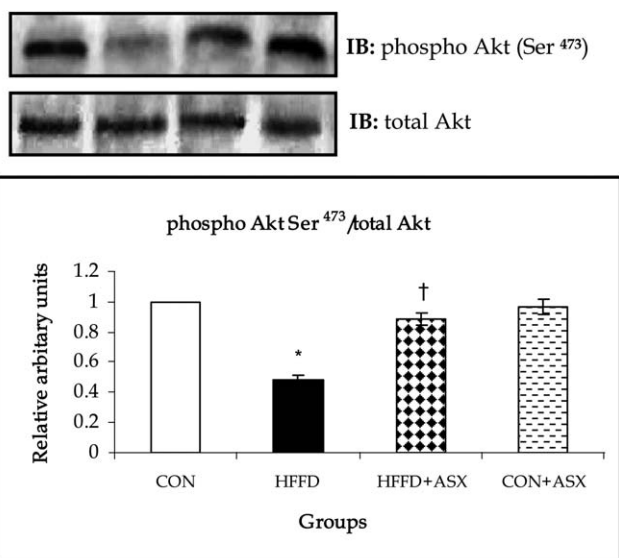 IB: phospho Akt (Ser 473)
IB: total Akt
phospho Akt Ser 473/total Akt
Relative arbitary units
1.2
1
0.8
0.6
0.4
0.2
0
*
†
CON
HFFD
HFFD+ASX
CON+ASX
Groups